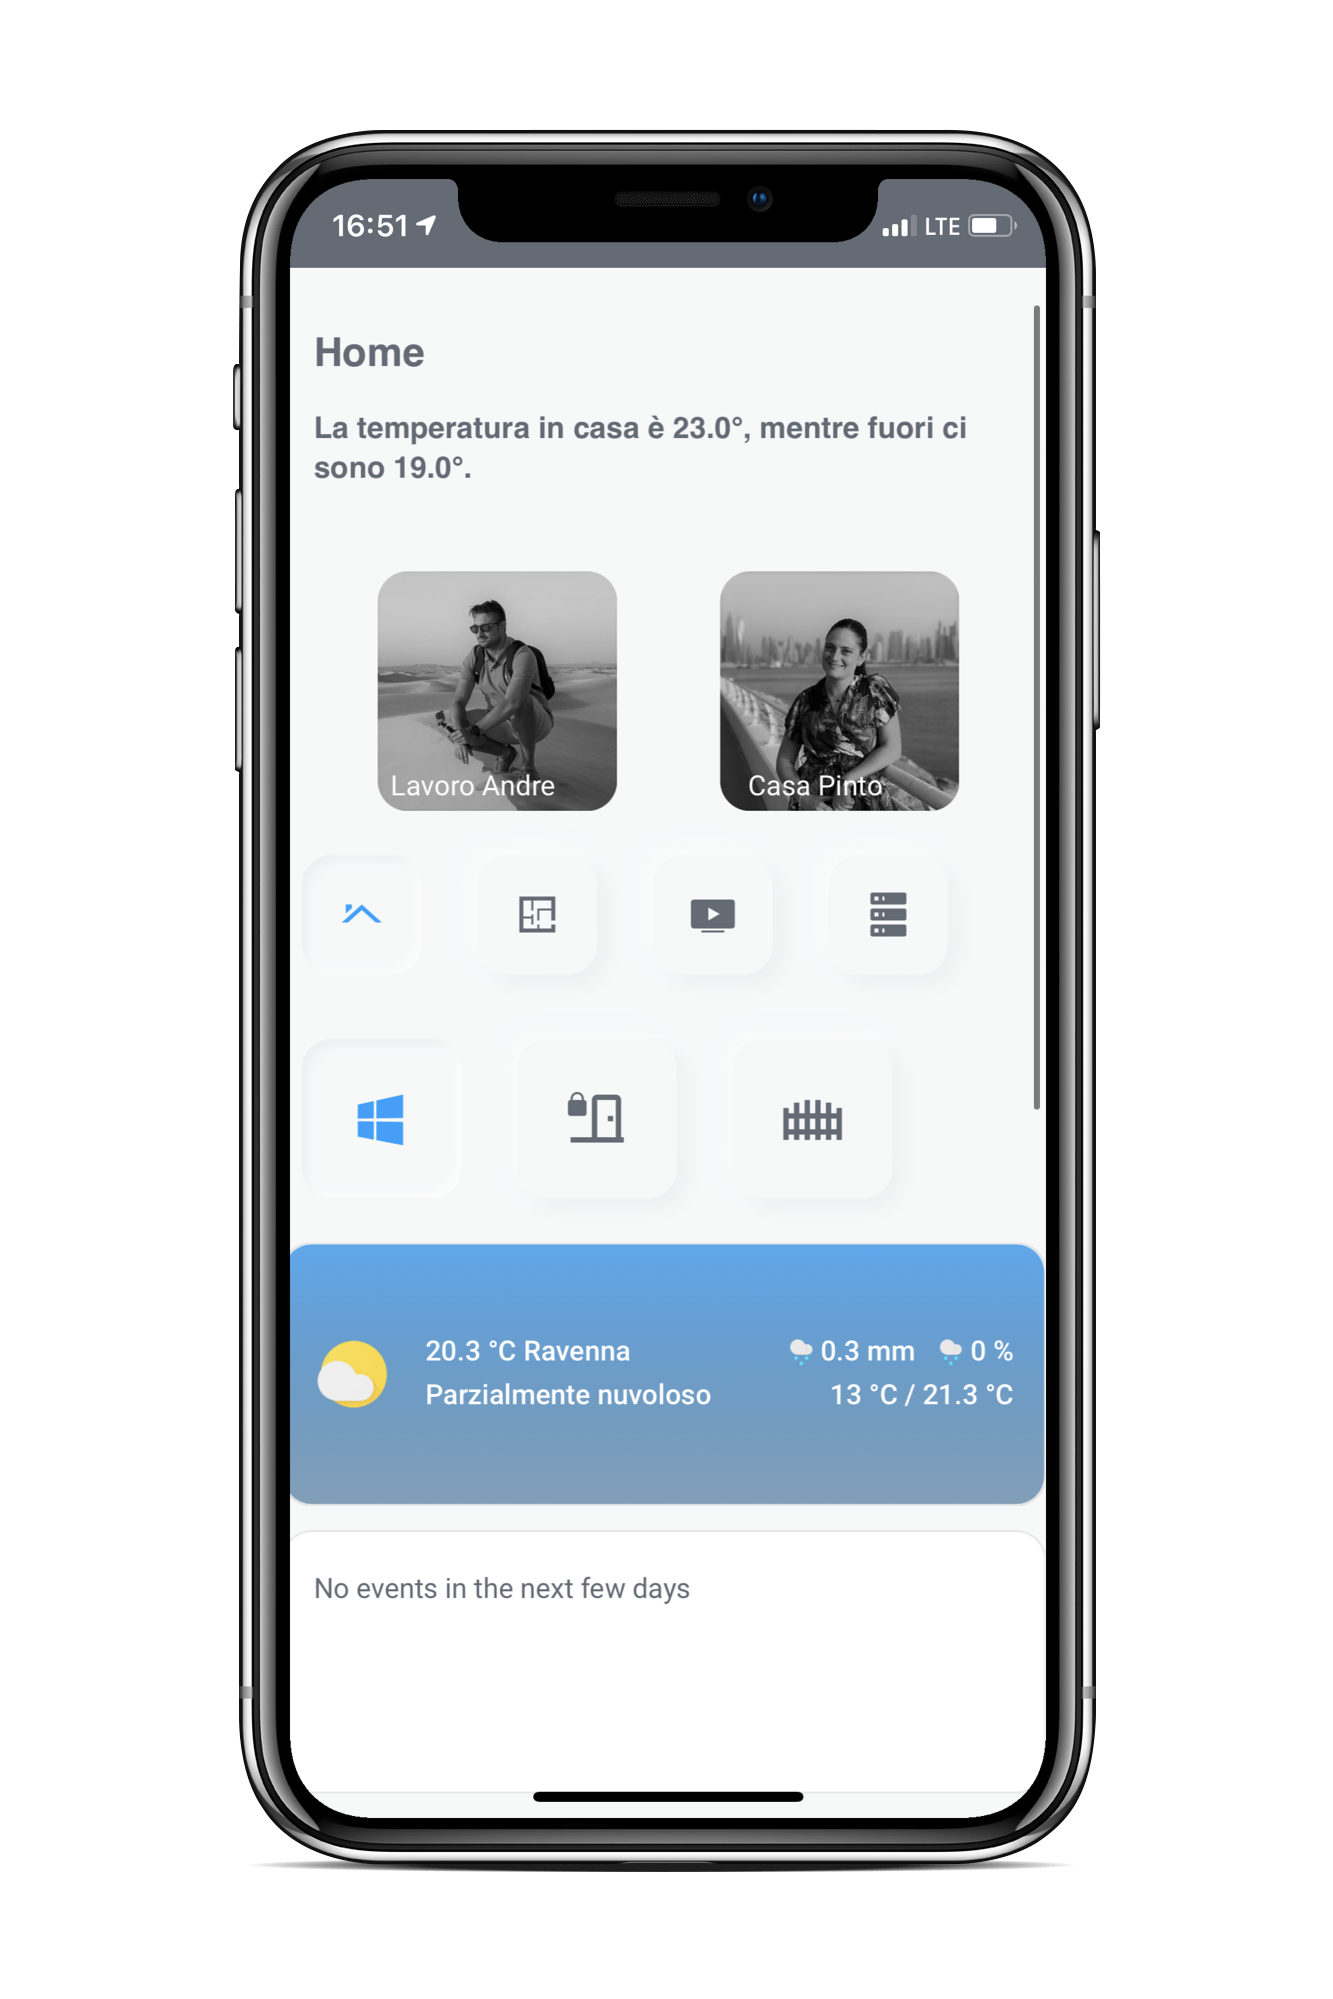 16:51 LTE
Home
La temperatura in casa è 23.0°, mentre fuori ci
sono 19.0°.
Lavoro Andre
Casa Pinto
20.3 °C Ravenna 0.3 mm 0 %
Parzialmente nuvoloso 13 °C / 21.3 °C
No events in the next few days